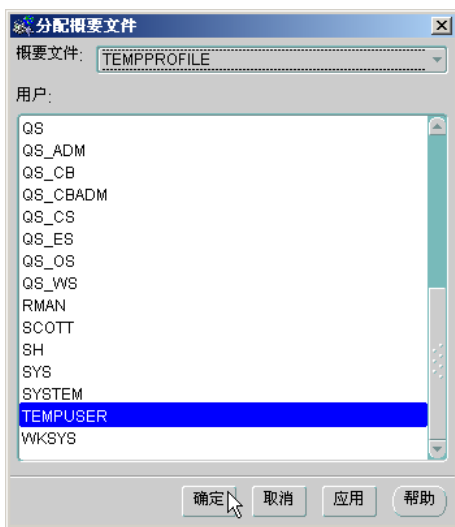 分配概要文件
概要文件: TEMPPROFILE
用户:
QS
QS_ADM
QS_CB
QS_CBADM
QS_CS
QS_ES
QS_OS
QS_WS
RMAN
SCOTT
SH
SYS
SYSTEM
TEMPUSER
WKSYS
确定 取消 应用 帮助